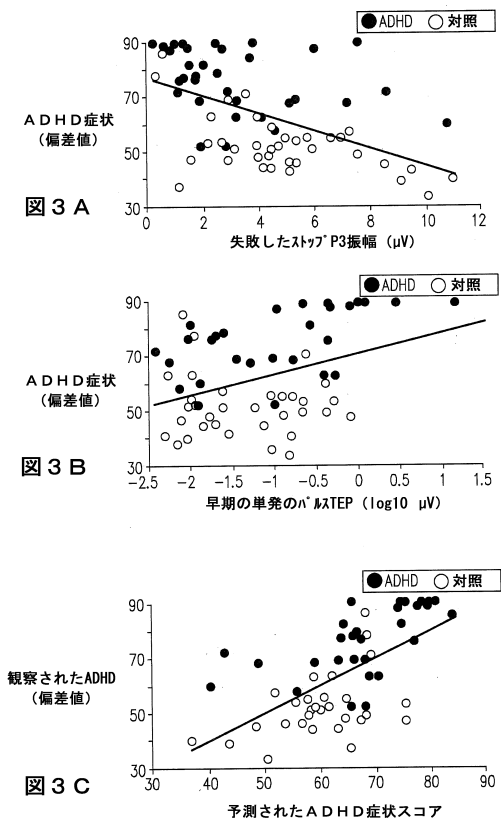 ● ADHD ○ 対照
ADHD症状
(偏差値)
90
70
50
30
0 2 4 6 8 10 12
失敗したｽﾄｯﾌﾟP3振幅 (μV)
図3A
● ADHD ○ 対照
ADHD症状
(偏差値)
90
70
50
30
-2.5 -2 -1.5 -1 -0.5 0 0.5 1 1.5
早期の単発のﾊﾟﾙｽTEP (log10 μV)
図3B
● ADHD ○ 対照
観察されたADHD
(偏差値)
90
70
50
30
30 40 50 60 70 80 90
予測されたADHD症状スコア
図3C